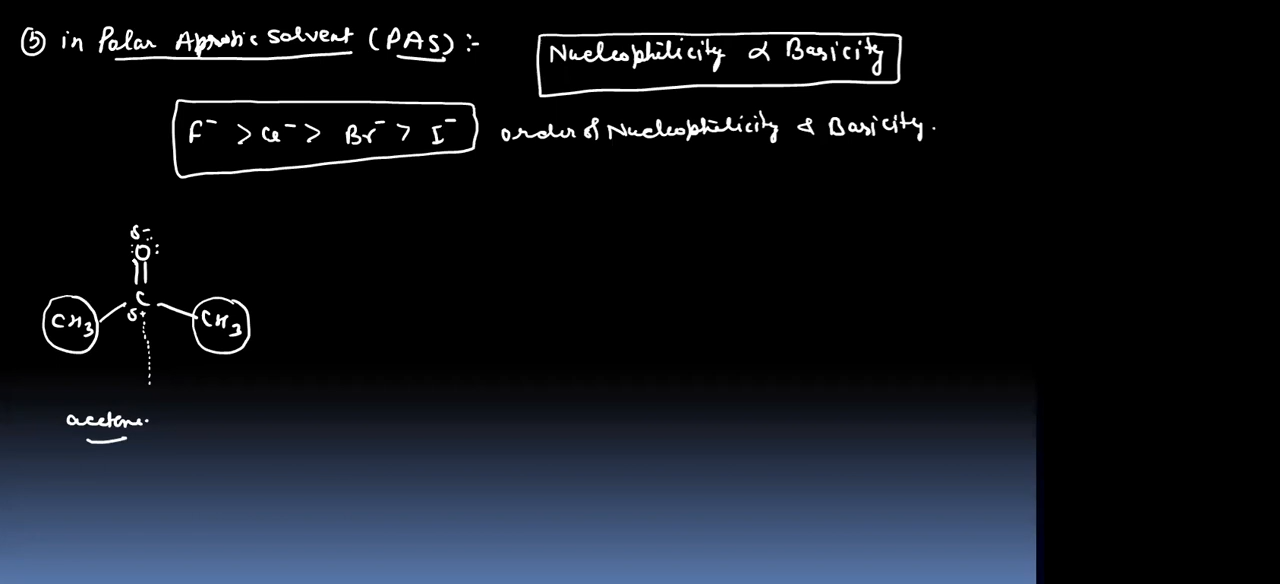 ⑤ in Polar Aprotic Solvent (PAS) :-
Nucleophilicity ∝ Basicity
F⁻ > Cl⁻ > Br⁻ > I⁻ order of Nucleophilicity & Basicity.
δ-
:O:
||
CH3 C CH3
δ+
acetone.